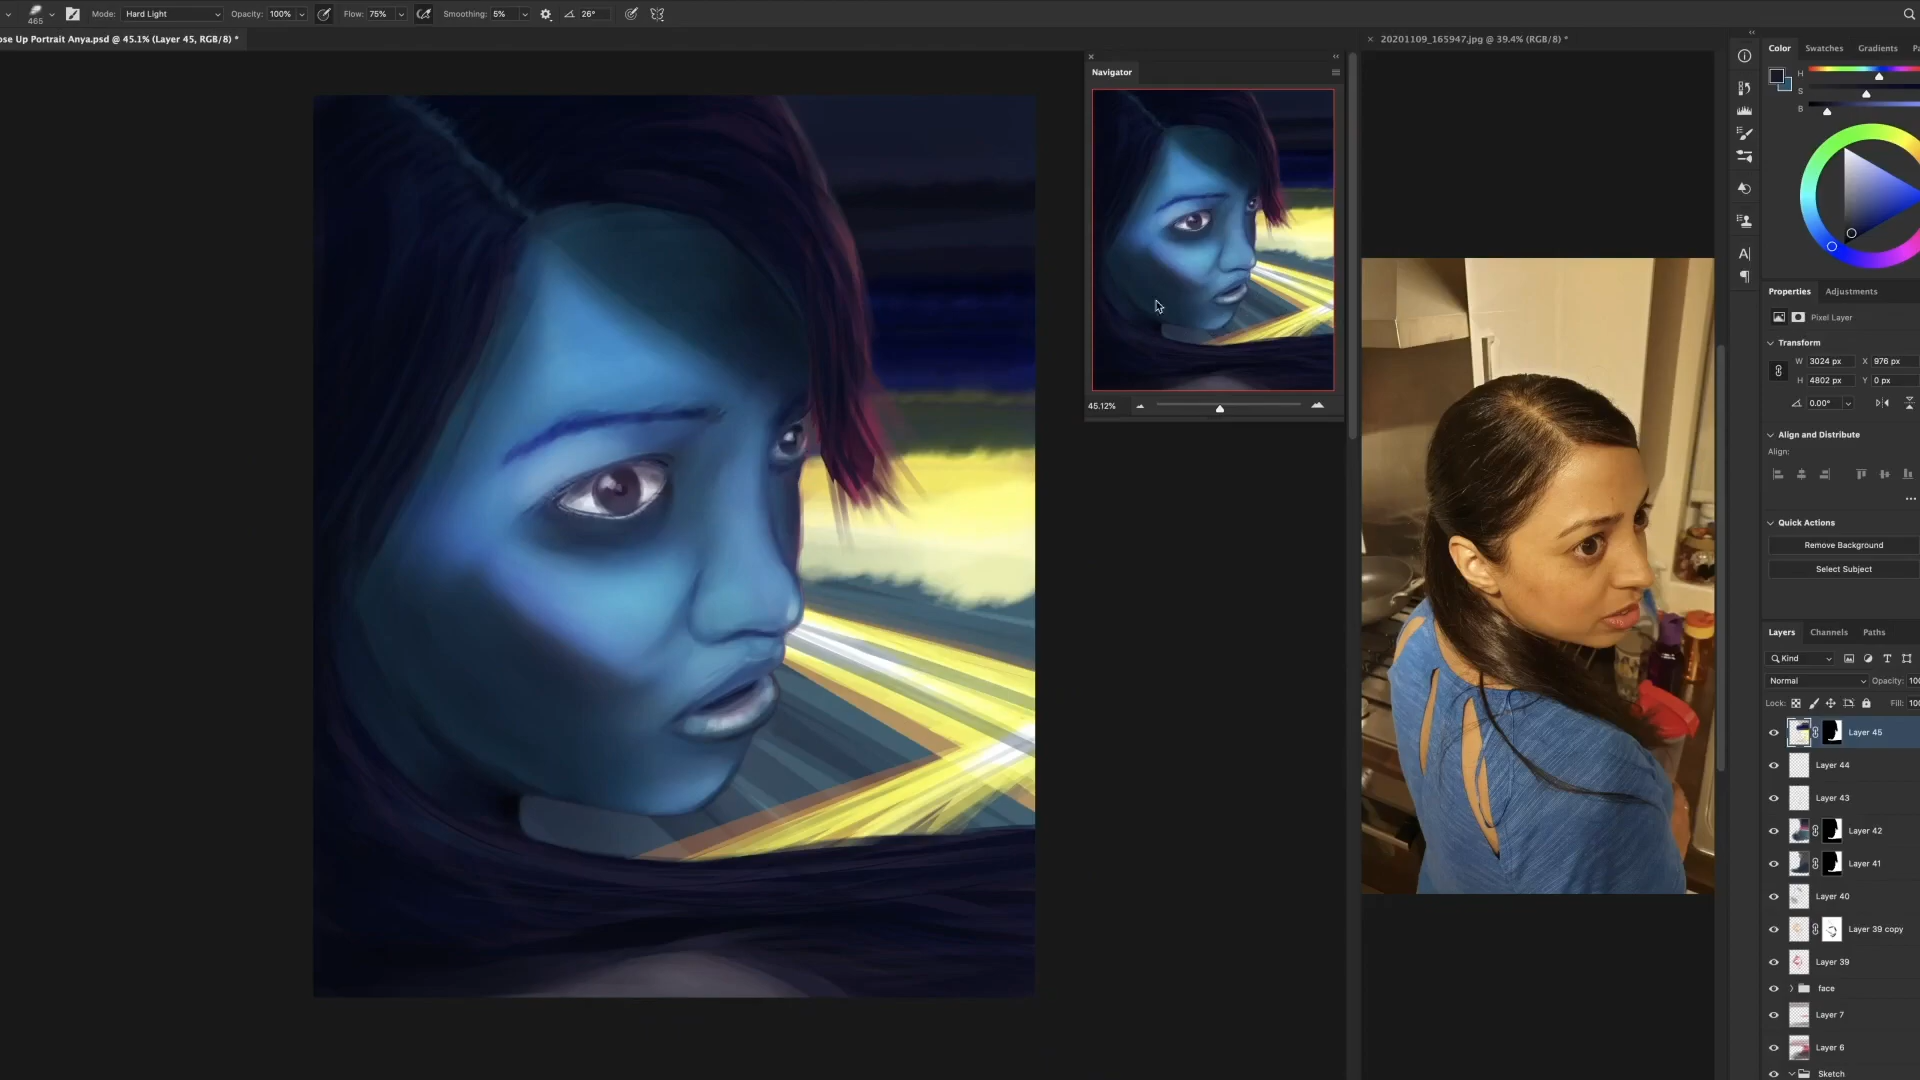 465 Mode: Hard Light Opacity: 100% Flow: 75% Smoothing: 5% 26°
ose Up Portrait Anya.psd @ 45.1% (Layer 45, RGB/8) *
20201109_165947.jpg @ 39.4% (RGB/8) *
Navigator
45.12%
Color Swatches Gradients
H
S
B
Properties Adjustments
Pixel Layer
Transform
W 3024 px X 976 px
H 4802 px Y 0 px
0.00°
Align and Distribute
Align:
Quick Actions
Remove Background
Select Subject
Layers Channels Paths
Kind
Normal Opacity: 100
Lock: Fill: 100
Layer 45
Layer 44
Layer 43
Layer 42
Layer 41
Layer 40
Layer 39 copy
Layer 39
face
Layer 7
Layer 6
Sketch